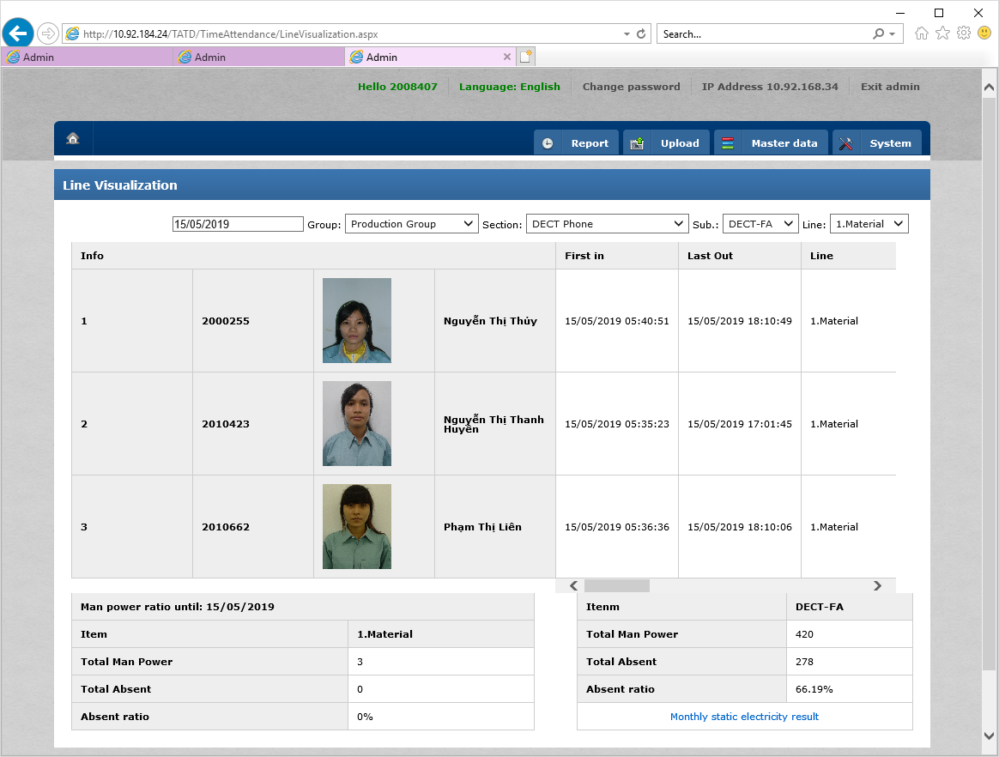 http://10.92.184.24/TATD/TimeAttendance/LineVisualization.aspx
Search...
Admin
Admin
Admin
Hello 2008407
Language: English
Change password
IP Address 10.92.168.34
Exit admin
Report
Upload
Master data
System
Line Visualization
15/05/2019 Group: Production Group Section: DECT Phone Sub.: DECT-FA Line: 1.Material
Info First in Last Out Line
1 2000255 Nguyễn Thị Thủy 15/05/2019 05:40:51 15/05/2019 18:10:49 1.Material
2 2010423 Nguyễn Thị Thanh Huyền 15/05/2019 05:35:23 15/05/2019 17:01:45 1.Material
3 2010662 Phạm Thị Liên 15/05/2019 05:36:36 15/05/2019 18:10:06 1.Material
Man power ratio until: 15/05/2019
Item 1.Material
Total Man Power 3
Total Absent 0
Absent ratio 0%
Itenm DECT-FA
Total Man Power 420
Total Absent 278
Absent ratio 66.19%
Monthly static electricity result